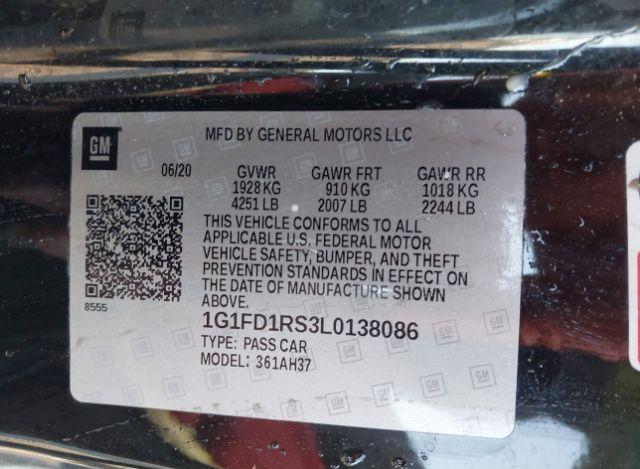 GM
MFD BY GENERAL MOTORS LLC
06/20 GVWR GAWR FRT GAWR RR
1928 KG 910 KG 1018 KG
4251 LB 2007 LB 2244 LB
THIS VEHICLE CONFORMS TO ALL
APPLICABLE U.S. FEDERAL MOTOR
VEHICLE SAFETY, BUMPER, AND THEFT
PREVENTION STANDARDS IN EFFECT ON
THE DATE OF MANUFACTURE SHOWN
ABOVE.
8555
1G1FD1RS3L0138086
TYPE: PASS CAR
MODEL: 361AH37